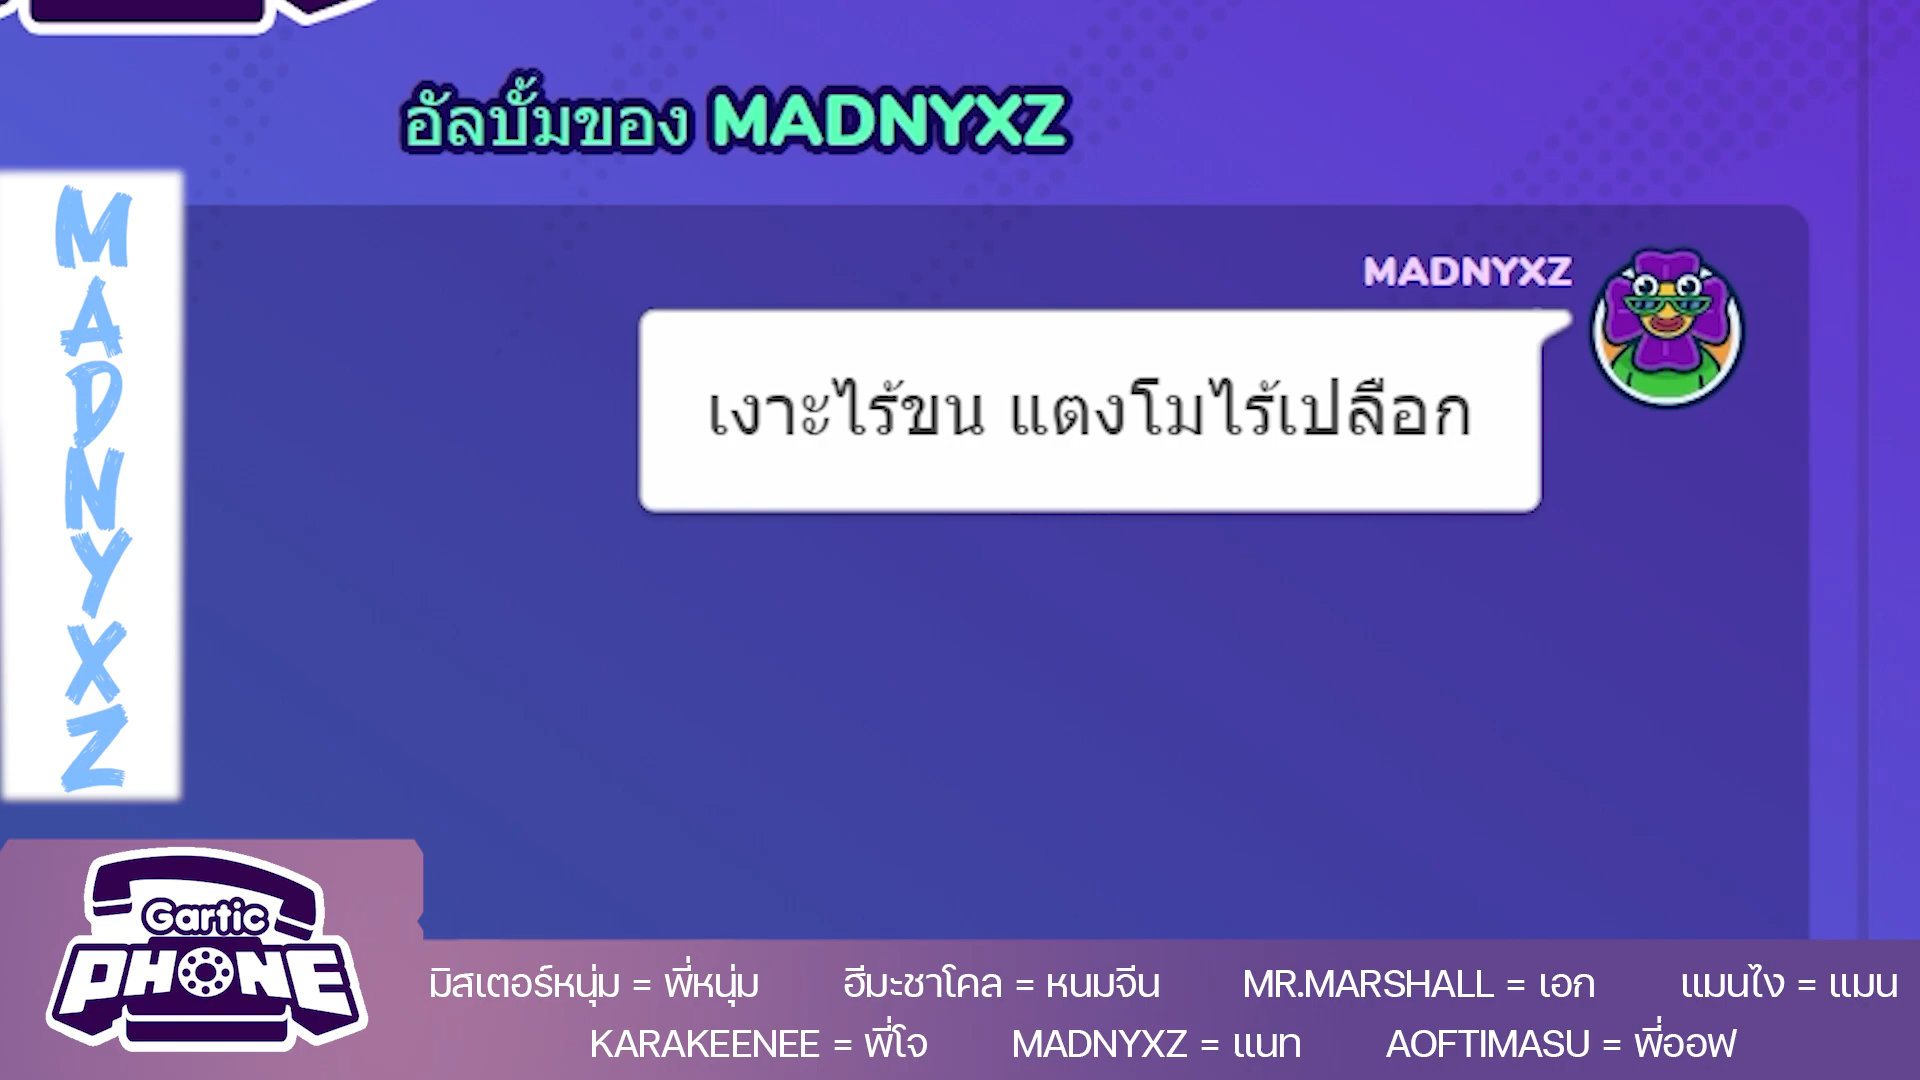 อัลบั้มของ MADNYXZ
MADNYXZ
MADNYXZ
เงาะไร้ขน แตงโมไร้เปลือก
Gartic
PHONE
มิสเตอร์หนุ่ม = พี่หนุ่ม ฮีมะชาโคล = หนมจีน MR.MARSHALL = เอก แมนไง = แมน
KARAKEENEE = พี่โจ MADNYXZ = แนท AOFTIMASU = พี่ออฟ